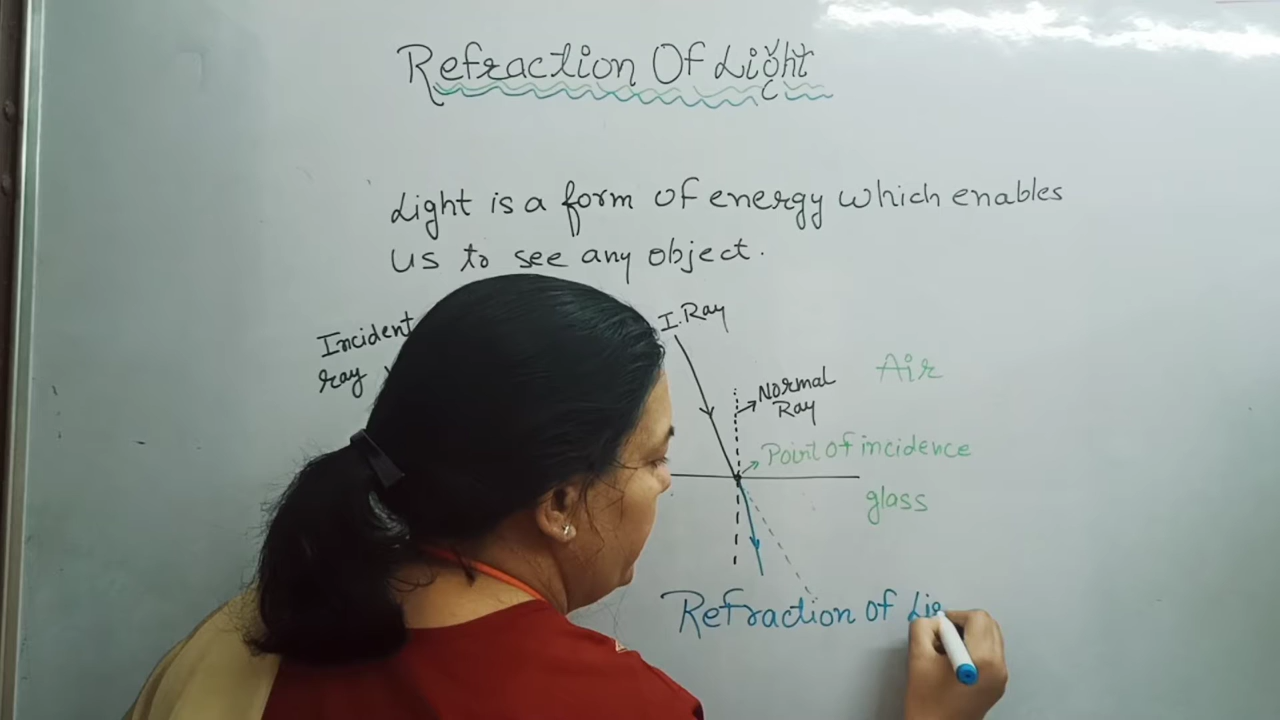 Refraction Of Light
Light is a form of energy which enables
us to see any object.
Incident
ray
I. Ray
Normal
Ray
Air
Point of incidence
glass
Refraction of Lig